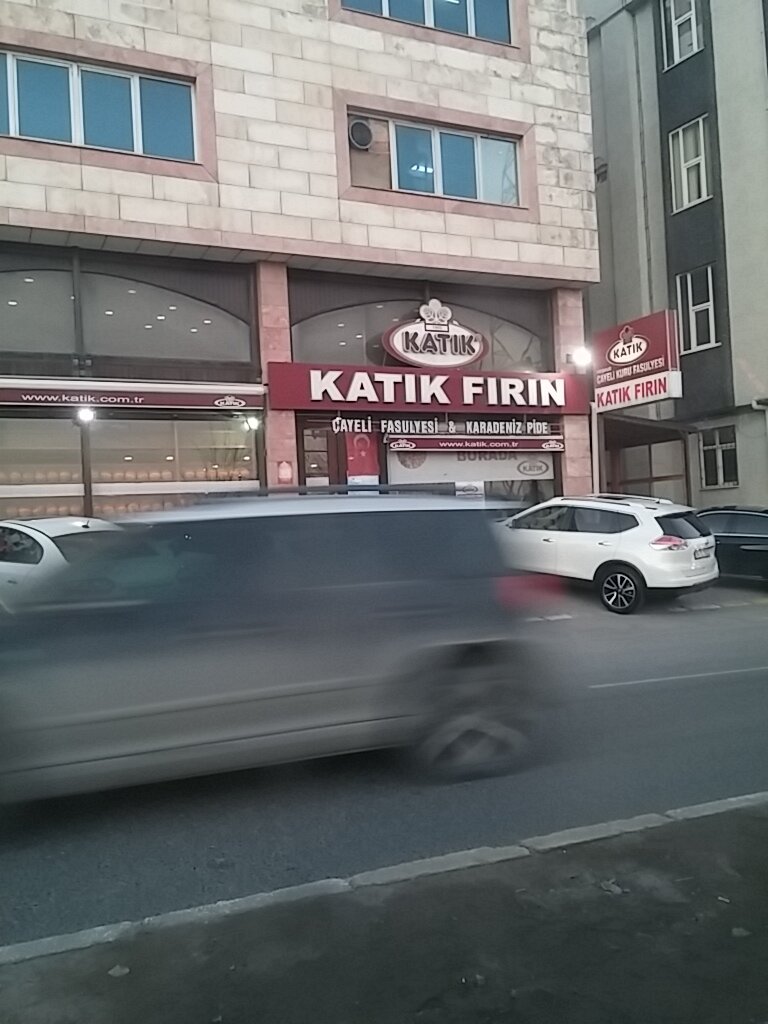 KATIK
KATIK FIRIN
ÇAYELİ FASULYESİ & KARADENİZ PİDE
www.katik.com.tr
KATIK
www.katik.com.tr
BURADA
KATIK
KATIK
ÇAYELİ KURU FASULYESİ
KATIK FIRIN